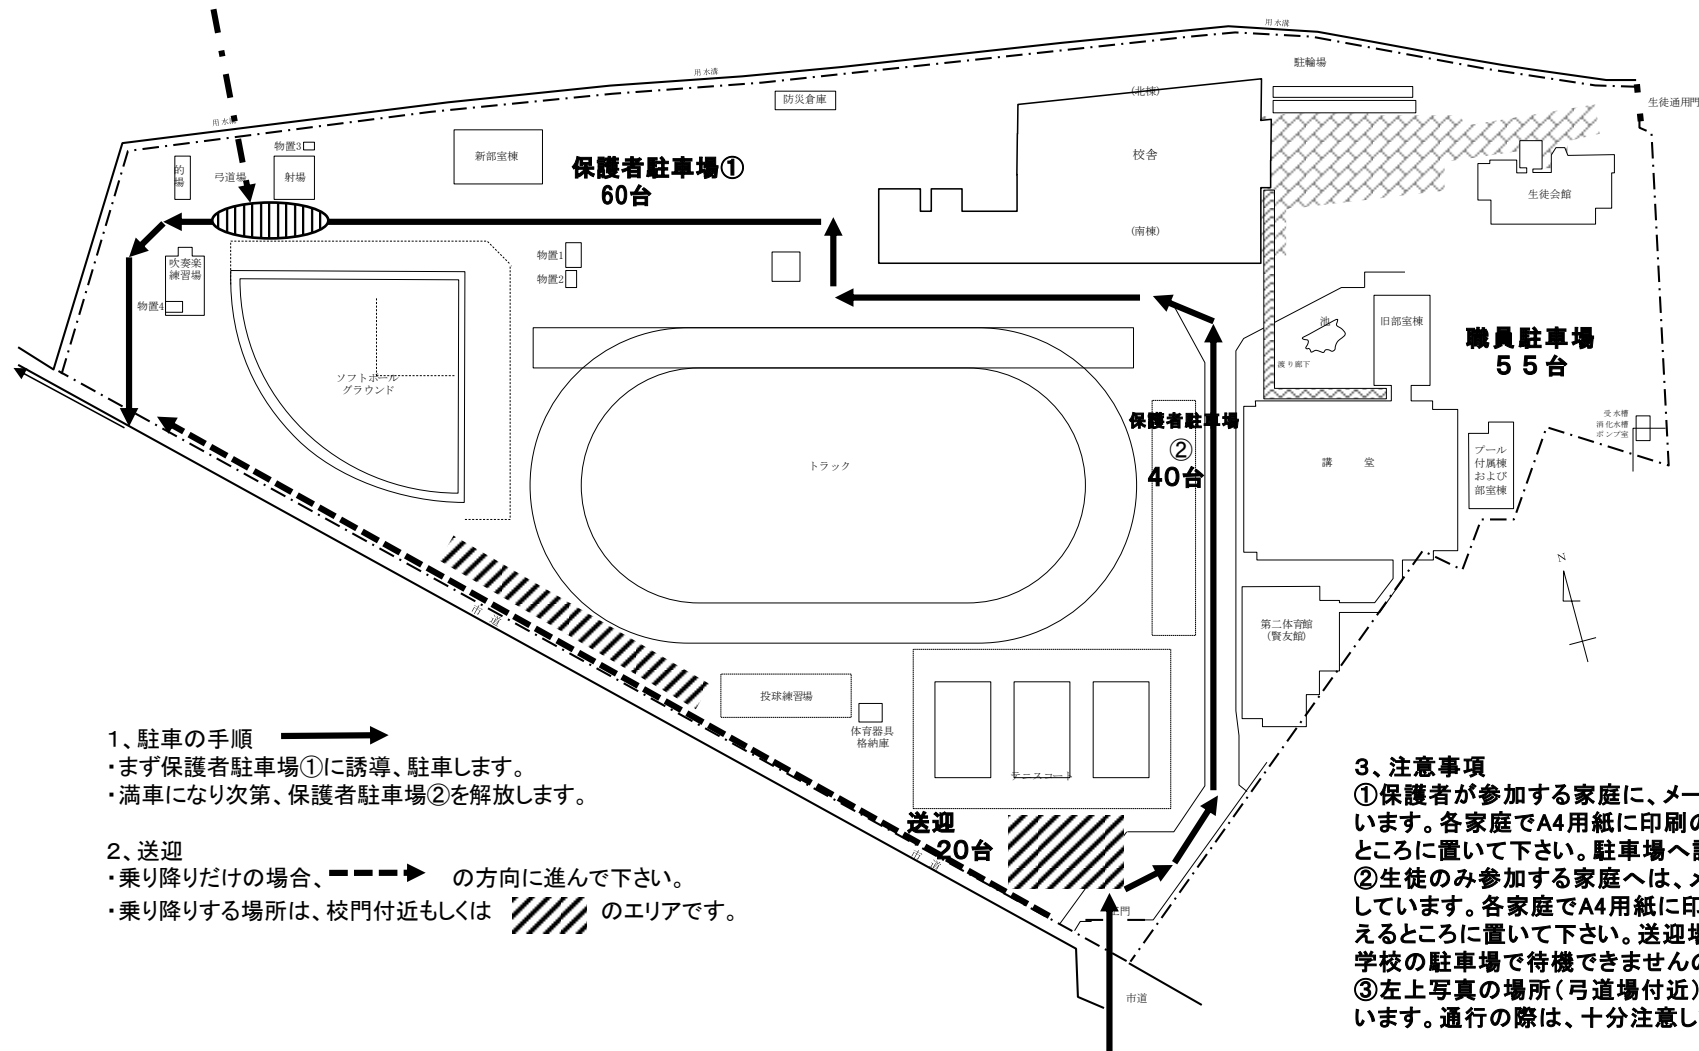 用水溝
用水溝
用水溝
駐輪場
生徒通用門
防災倉庫
(北棟)
物置3
新部室棟
保護者駐車場①
60台
校舎
的場
弓道場
射場
生徒会館
(南棟)
吹奏楽
練習場
物置1
物置2
物置4
池
旧部室棟
職員駐車場
55台
渡り廊下
ソフトボール
グラウンド
保護者駐車場
②
40台
トラック
受水槽
消化水槽
ポンプ室
講 堂
プール
付属棟
および
部室棟
Z
市 道
第二体育館
(賢友館)
投球練習場
体育器具
格納庫
テニスコート
1、駐車の手順
・まず保護者駐車場①に誘導、駐車します。
・満車になり次第、保護者駐車場②を解放します。
2、送迎
・乗り降りだけの場合、 の方向に進んで下さい。
・乗り降りする場所は、校門付近もしくは のエリアです。
送迎
20台
市 道
正門
市道
3、注意事項
①保護者が参加する家庭に、メー
います。各家庭でA4用紙に印刷の
ところに置いて下さい。駐車場へ
②生徒のみ参加する家庭へは、
しています。各家庭でA4用紙に印
えるところに置いて下さい。送迎場
学校の駐車場で待機できませんの
③左上写真の場所(弓道場付近)
います。通行の際は、十分注意し